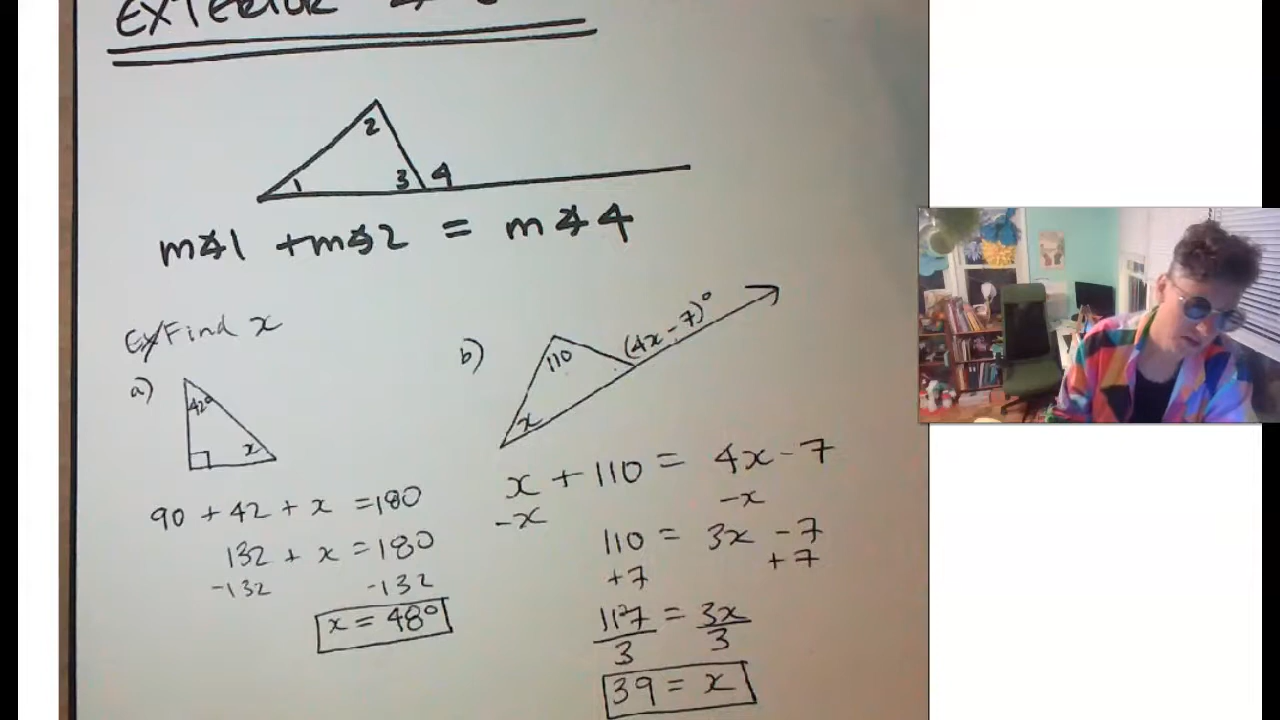 EXTERIOR
2
1
3 4
m∡1 + m∡2 = m∡4
Ex/ Find x
a)
42°
x
90 + 42 + x = 180
132 + x = 180
-132 -132
x = 48°
b)
110
(4x - 7)°
x
x + 110 = 4x - 7
-x -x
110 = 3x - 7
+7 +7
117 = 3x
3 3
39 = x